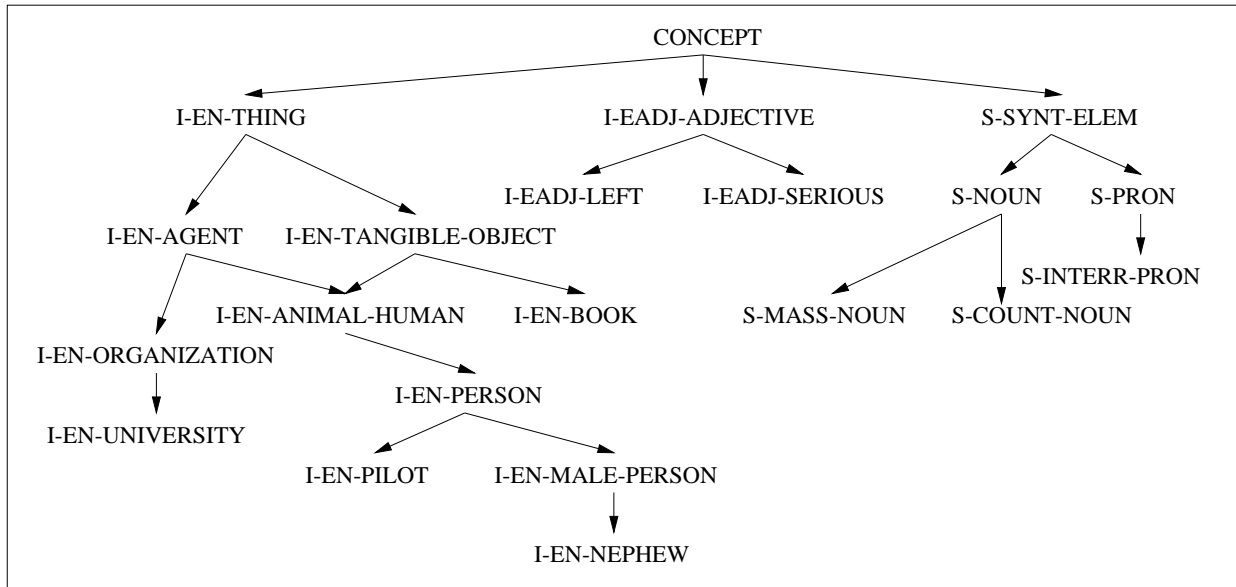 CONCEPT
I-EN-THING I-EADJ-ADJECTIVE S-SYNT-ELEM
I-EADJ-LEFT I-EADJ-SERIOUS S-NOUN S-PRON
I-EN-AGENT I-EN-TANGIBLE-OBJECT
S-INTERR-PRON
I-EN-ANIMAL-HUMAN I-EN-BOOK S-MASS-NOUN S-COUNT-NOUN
I-EN-ORGANIZATION
I-EN-PERSON
I-EN-UNIVERSITY
I-EN-PILOT I-EN-MALE-PERSON
I-EN-NEPHEW